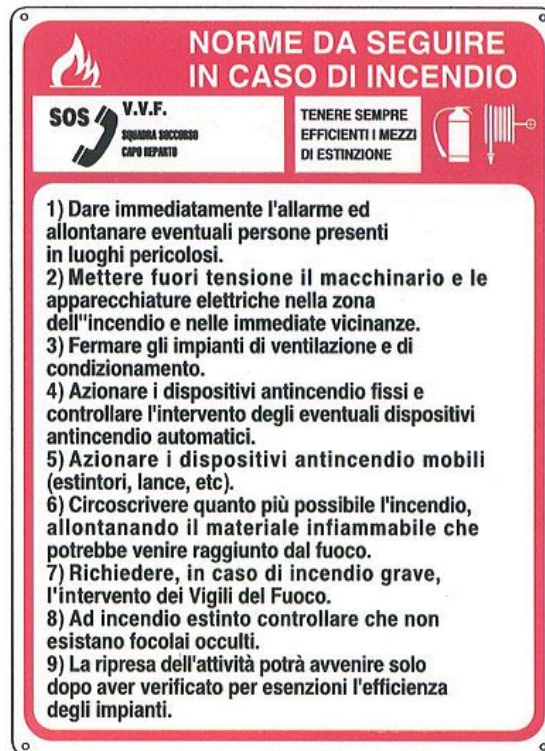 NORME DA SEGUIRE
IN CASO DI INCENDIO
SOS V.V.F.
SQUADRA SOCCORSO
CAPO REPARTO
TENERE SEMPRE
EFFICIENTI I MEZZI
DI ESTINZIONE
1) Dare immediatamente l'allarme ed
allontanare eventuali persone presenti
in luoghi pericolosi.
2) Mettere fuori tensione il macchinario e le
apparecchiature elettriche nella zona
dell''incendio e nelle immediate vicinanze.
3) Fermare gli impianti di ventilazione e di
condizionamento.
4) Azionare i dispositivi antincendio fissi e
controllare l'intervento degli eventuali dispositivi
antincendio automatici.
5) Azionare i dispositivi antincendio mobili
(estintori, lance, etc).
6) Circoscrivere quanto più possibile l'incendio,
allontanando il materiale infiammabile che
potrebbe venire raggiunto dal fuoco.
7) Richiedere, in caso di incendio grave,
l'intervento dei Vigili del Fuoco.
8) Ad incendio estinto controllare che non
esistano focolai occulti.
9) La ripresa dell'attività potrà avvenire solo
dopo aver verificato per esenzioni l'efficienza
degli impianti.